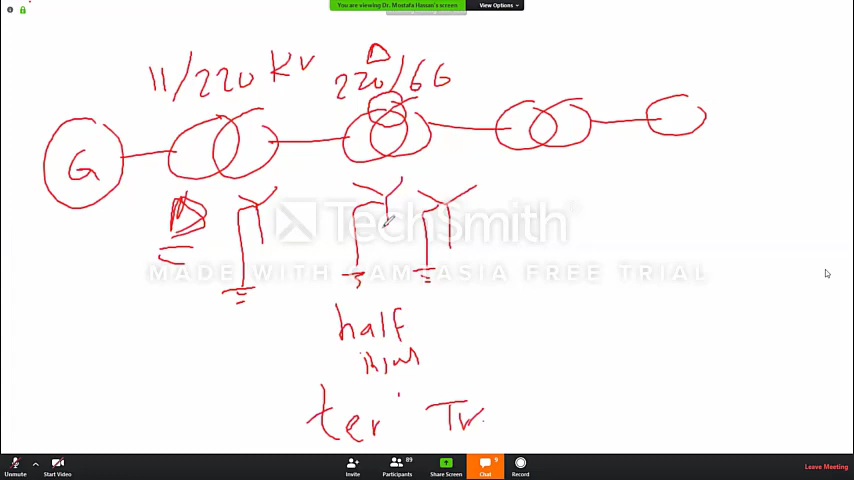 You are viewing Dr. Mostafa Hassan's screen
View Options
11/220 KV
Δ
220/66
G
Δ
TechSmith
MADE WITH CAMTASIA FREE TRIAL
half
ter Tr.
Unmute
Start Video
Invite
89
Participants
Share Screen
9
Chat
Record
Leave Meeting